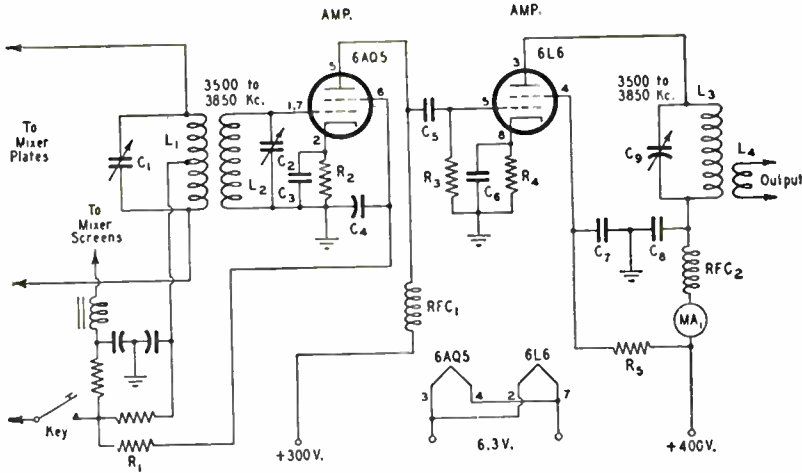 AMP.
AMP.
5
6AQ5
3
6L6
3500 to
3850 Kc.
1,7
6
5
4
3500 to
3850 Kc.
L3
To
Mixer
Plates
C1
L1
L2
C2
C3
2
R2
C4
C5
R3
8
C6
R4
C9
L4
Output
To
Mixer
Screens
RFC1
C7
C8
RFC2
MA1
Key
R1
+300V.
6AQ5
6L6
3
4
2
7
6.3V.
R5
+400V.